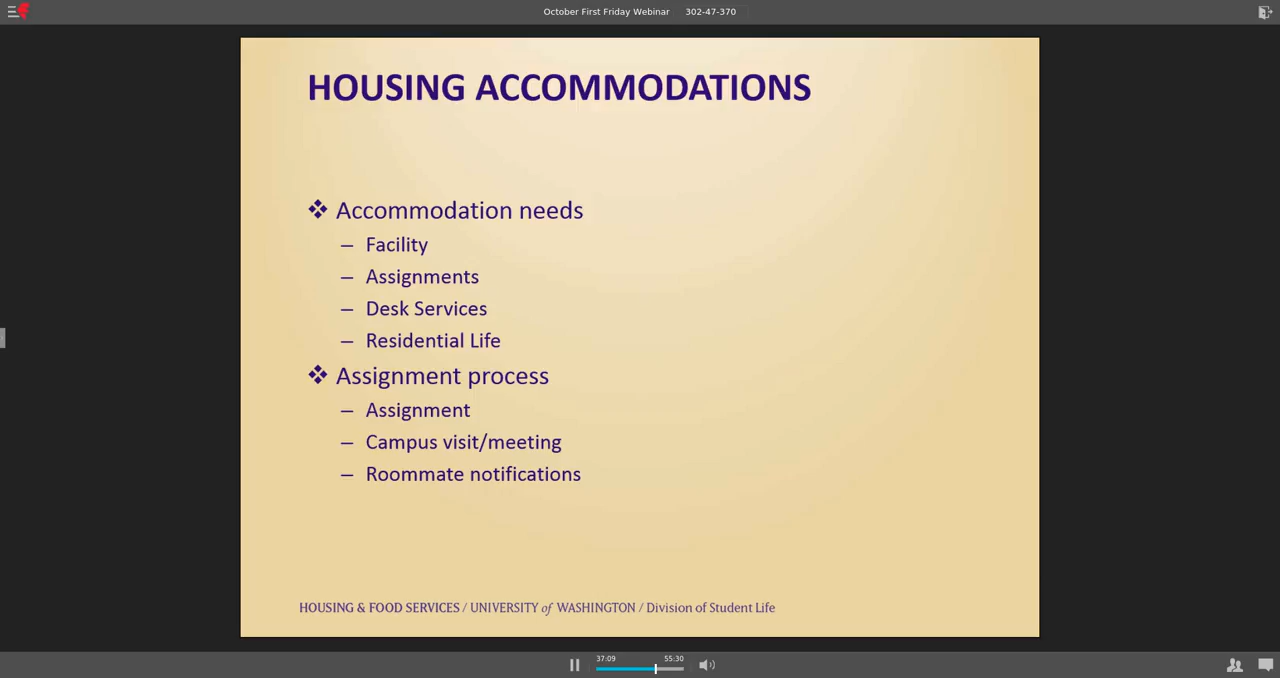 October First Friday Webinar 302-47-370
HOUSING ACCOMMODATIONS
❖ Accommodation needs
– Facility
– Assignments
– Desk Services
– Residential Life
❖ Assignment process
– Assignment
– Campus visit/meeting
– Roommate notifications
HOUSING & FOOD SERVICES / UNIVERSITY of WASHINGTON / Division of Student Life
37:09 55:30